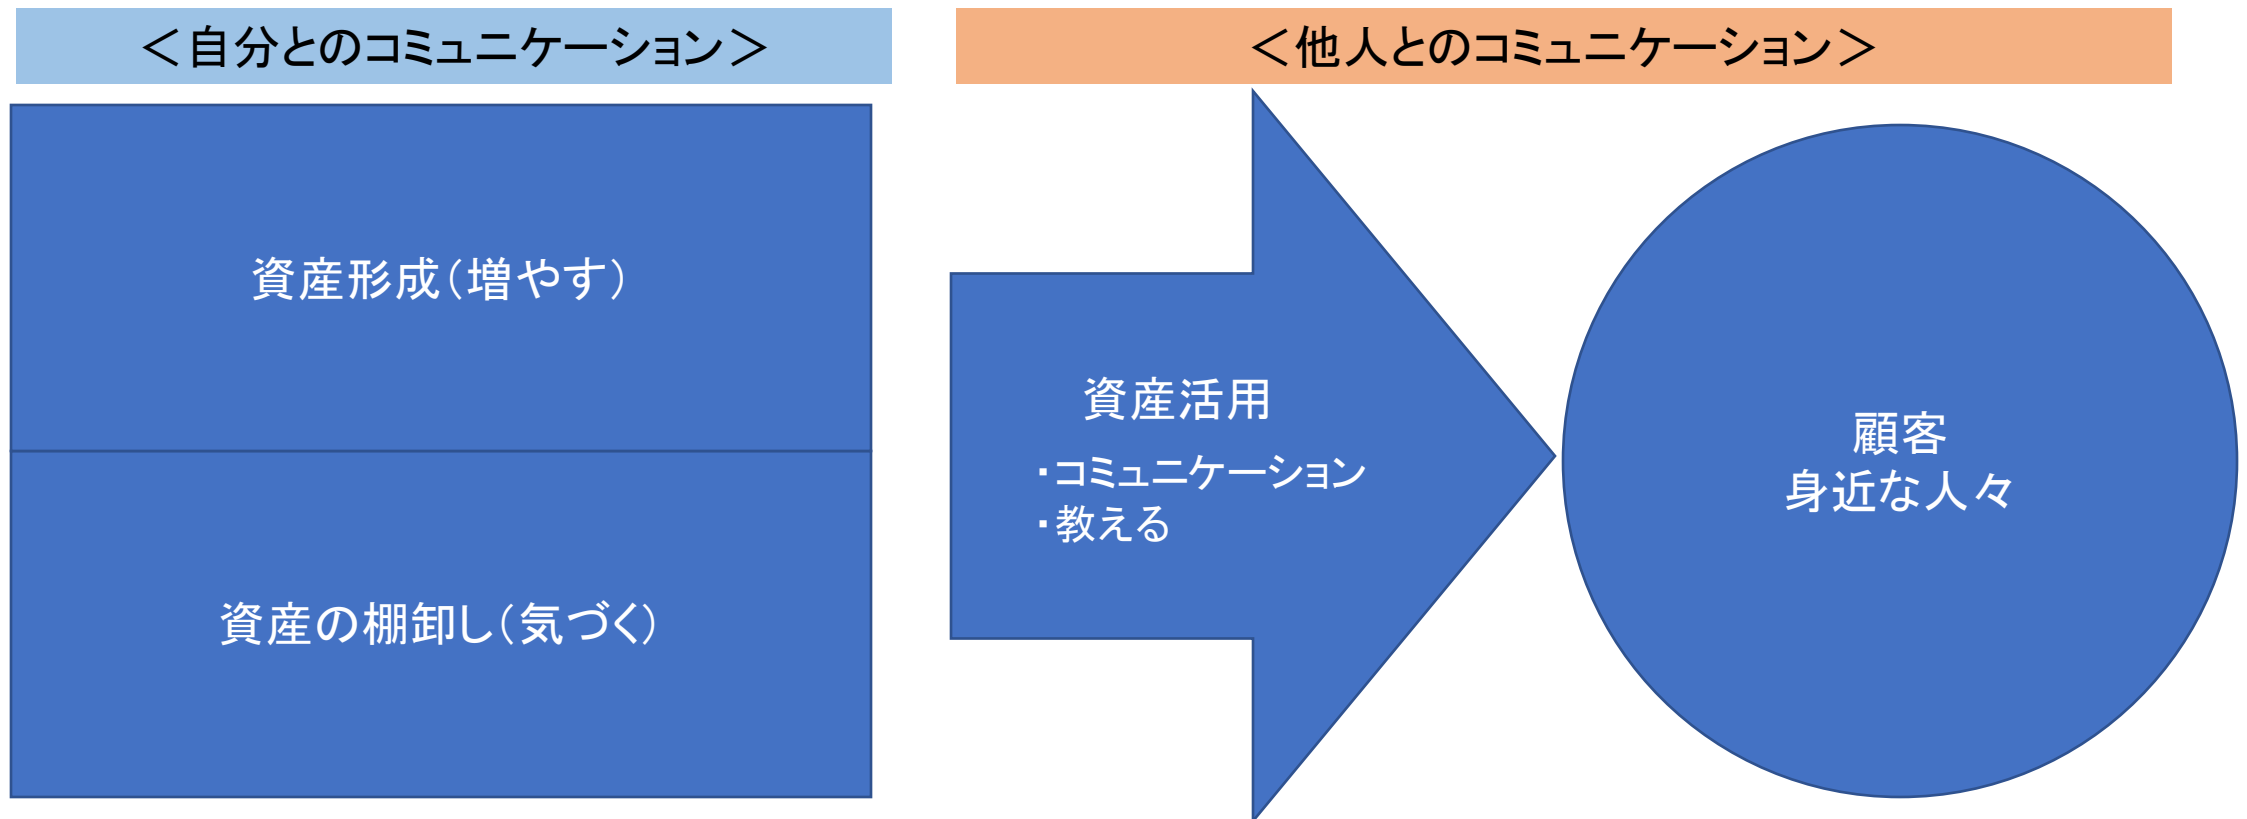 ＜自分とのコミュニケーション＞
資産形成（増やす）
資産の棚卸し（気づく）
＜他人とのコミュニケーション＞
資産活用
・コミュニケーション
・教える
顧客
身近な人々